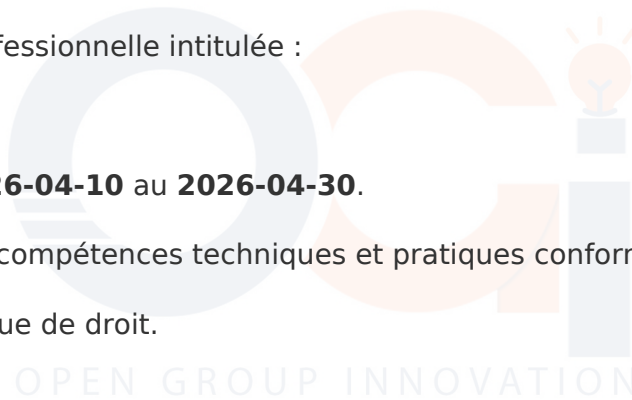 fessionnelle intitulée :
26-04-10 au 2026-04-30.
compétences techniques et pratiques conform
ue de droit.
OPEN GROUP INNOVATION